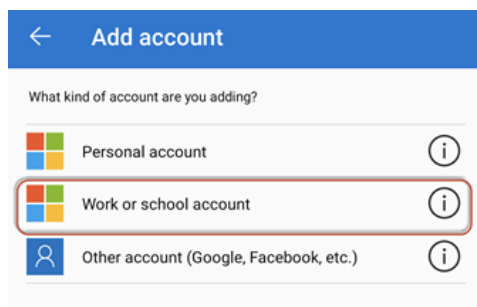 Add account
What kind of account are you adding?
Personal account
Work or school account
Other account (Google, Facebook, etc.)